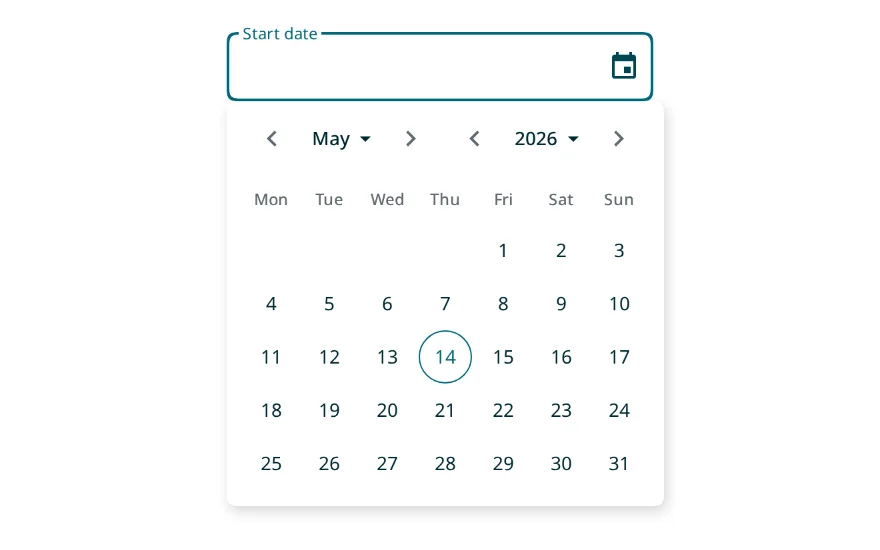 Start date
May 2026
Mon Tue Wed Thu Fri Sat Sun
1 2 3
4 5 6 7 8 9 10
11 12 13 14 15 16 17
18 19 20 21 22 23 24
25 26 27 28 29 30 31